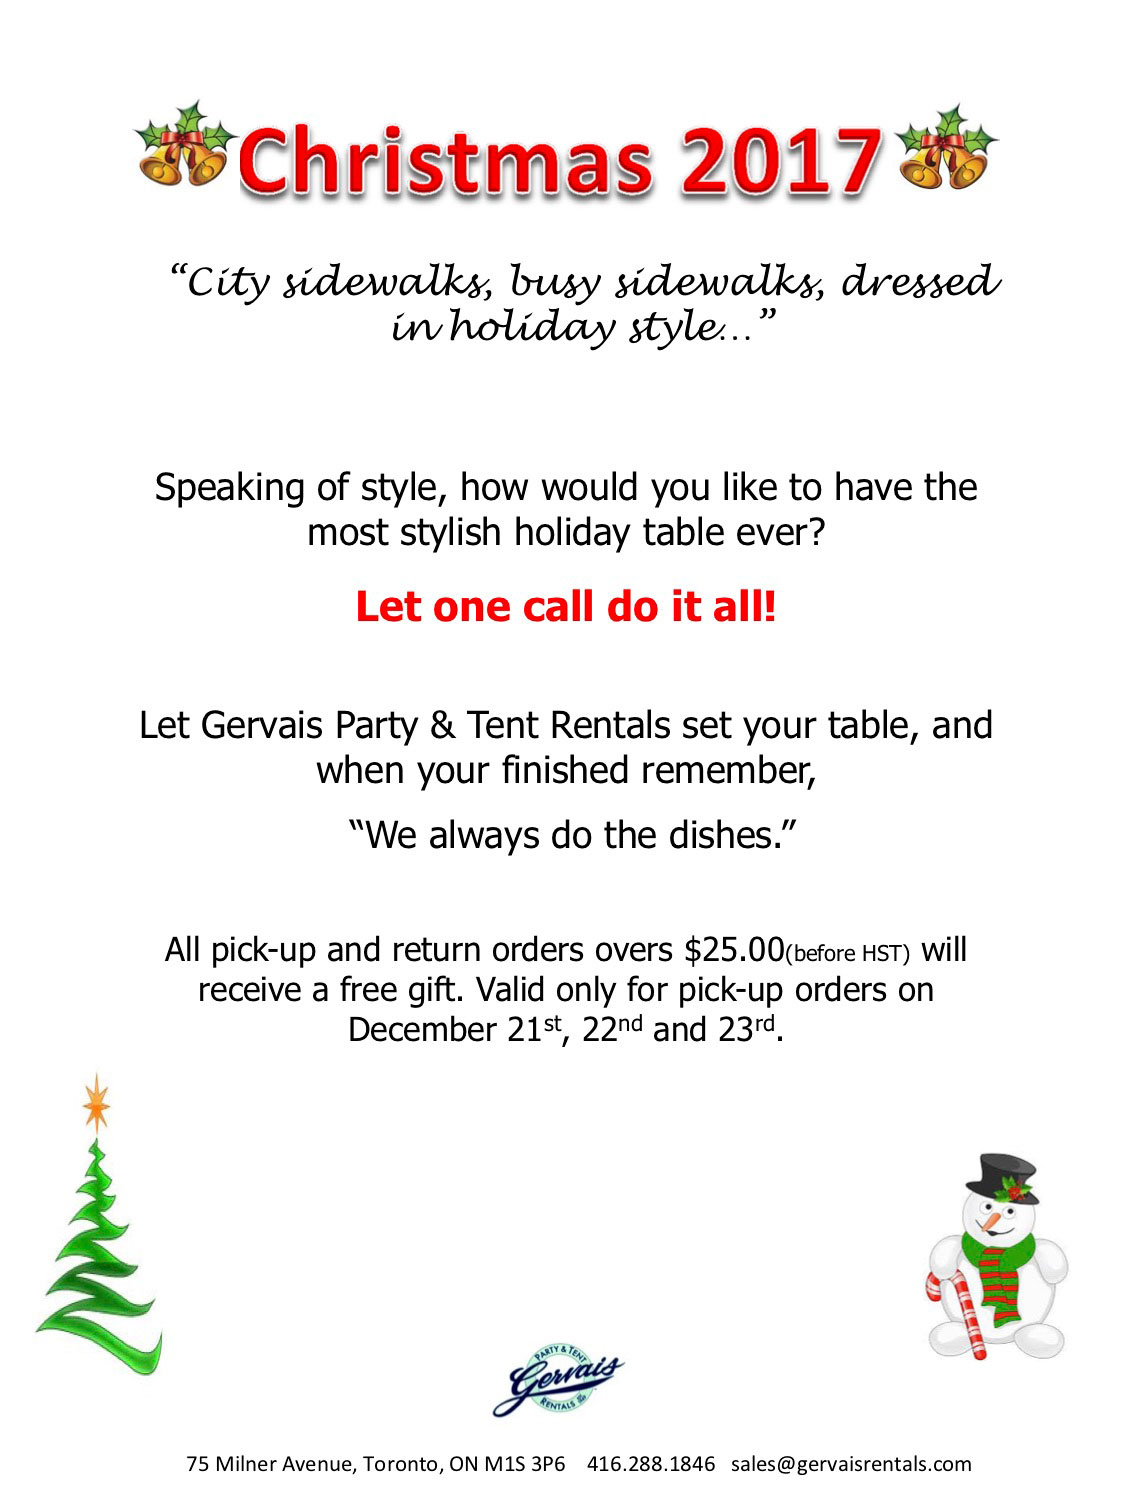 Christmas 2017
“City sidewalks, busy sidewalks, dressed
in holiday style…”
Speaking of style, how would you like to have the
most stylish holiday table ever?
Let one call do it all!
Let Gervais Party & Tent Rentals set your table, and
when your finished remember,
“We always do the dishes.”
All pick-up and return orders overs $25.00(before HST) will
receive a free gift. Valid only for pick-up orders on
December 21st, 22nd and 23rd.
PARTY & TENT
Gervais
RENTALS
75 Milner Avenue, Toronto, ON M1S 3P6 416.288.1846 sales@gervaisrentals.com